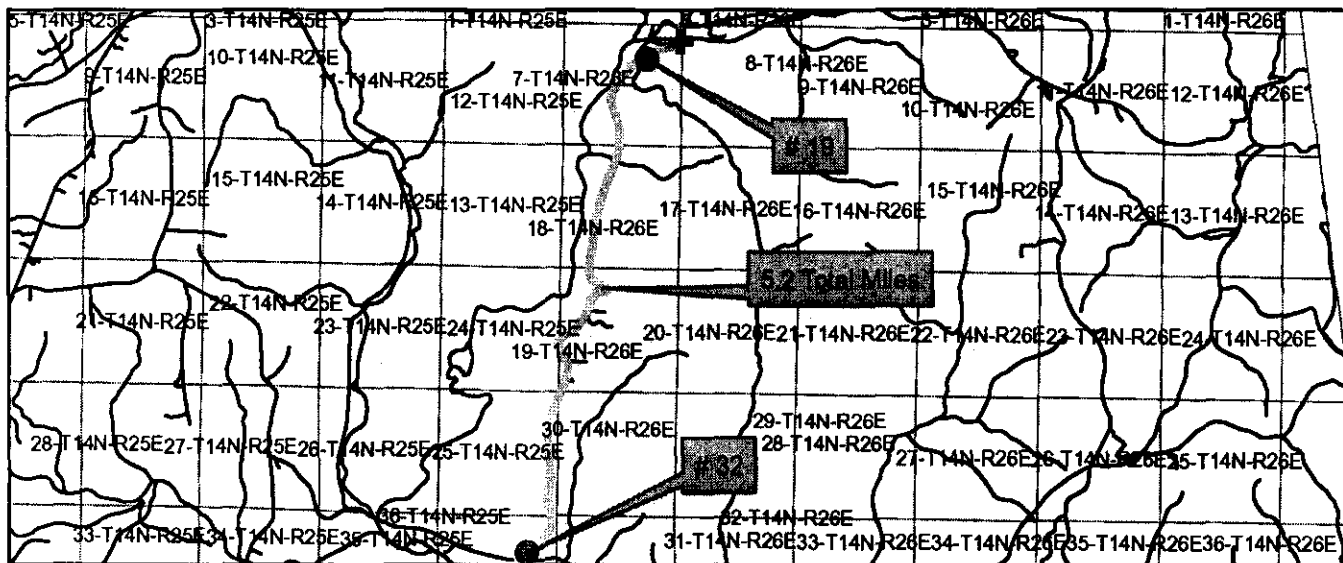 5-T14N-R25E 3-T14N-R25E 1-T14N-R25E T14N-R26E 3-T14N-R26E 1-T14N-R26E
10-T14N-R25E
9-T14N-R25E 11-T14N-R25E 7-T14N-R26E 8-T14N-R26E
12-T14N-R25E 9-T14N-R26E 11-T14N-R26E 12-T14N-R26E
10-T14N-R26E
# 19
15-T14N-R25E
16-T14N-R25E 14-T14N-R25E 13-T14N-R25E 15-T14N-R26E
18-T14N-R26E 17-T14N-R26E 16-T14N-R26E 14-T14N-R26E 13-T14N-R26E
5.2 Total Miles
22-T14N-R25E
21-T14N-R25E 23-T14N-R25E 24-T14N-R25E
19-T14N-R26E 20-T14N-R26E 21-T14N-R26E 22-T14N-R26E 23-T14N-R26E 24-T14N-R26E
29-T14N-R26E
28-T14N-R25E 27-T14N-R25E 26-T14N-R25E 25-T14N-R25E 30-T14N-R26E 28-T14N-R26E
27-T14N-R26E 26-T14N-R26E 25-T14N-R26E
# 32
36-T14N-R25E 32-T14N-R26E
33-T14N-R25E 34-T14N-R25E 35-T14N-R25E 31-T14N-R26E 33-T14N-R26E 34-T14N-R26E 35-T14N-R26E 36-T14N-R26E